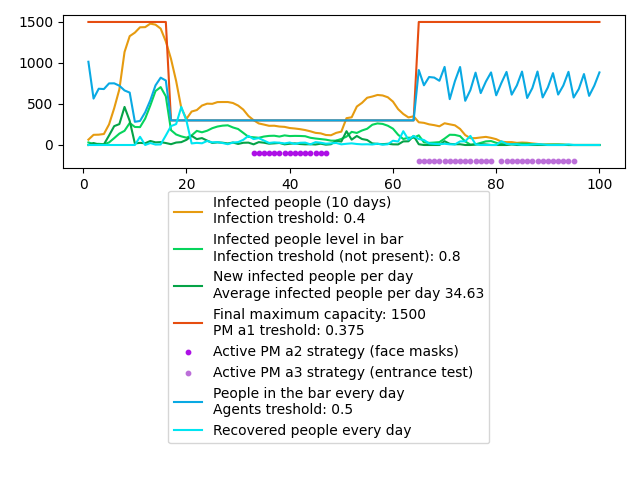 1500
1000
500
0
0 20 40 60 80 100
Infected people (10 days)
Infection treshold: 0.4
Infected people level in bar
Infection treshold (not present): 0.8
New infected people per day
Average infected people per day 34.63
Final maximum capacity: 1500
PM a1 treshold: 0.375
Active PM a2 strategy (face masks)
Active PM a3 strategy (entrance test)
People in the bar every day
Agents treshold: 0.5
Recovered people every day